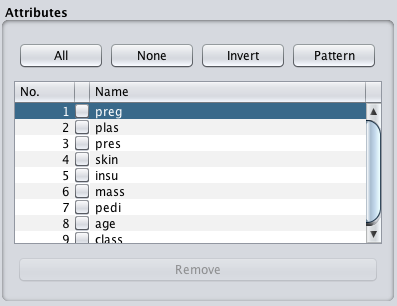 Attributes
All None Invert Pattern
No. Name
1 preg
2 plas
3 pres
4 skin
5 insu
6 mass
7 pedi
8 age
9 class
Remove